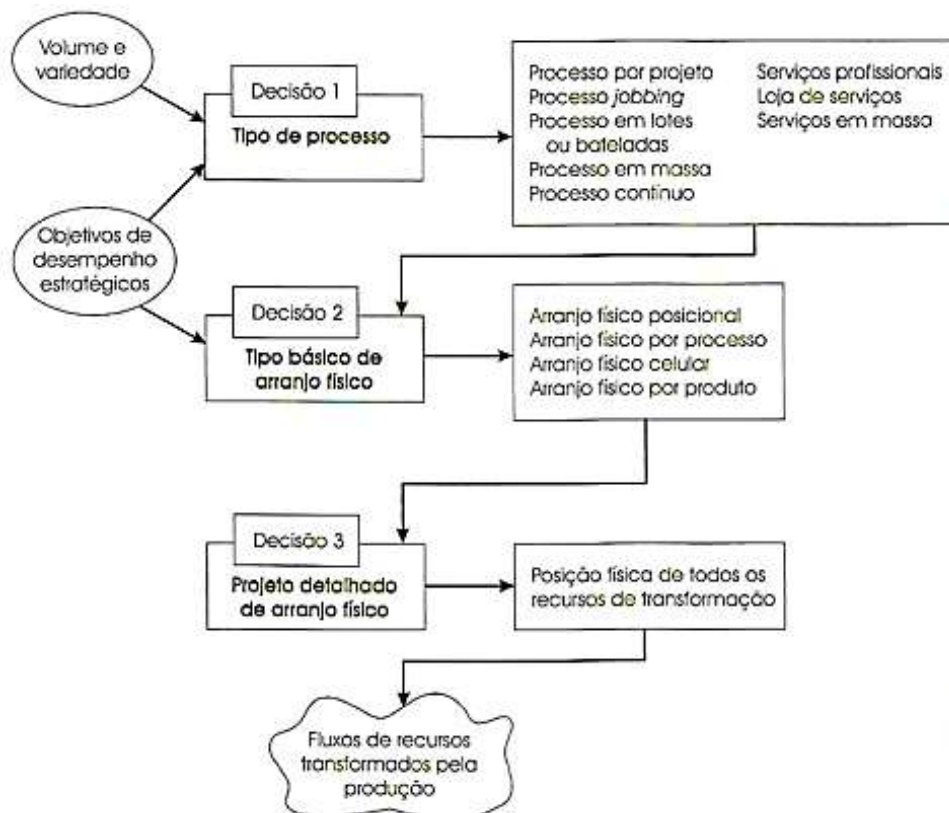 Volume e
variedade
Decisão 1
Tipo de processo
Processo por projeto
Processo jobbing
Processo em lotes
ou bateladas
Processo em massa
Processo contínuo
Serviços profissionais
Loja de serviços
Serviços em massa
Objetivos de
desempenho
estratégicos
Decisão 2
Tipo básico de
arranjo físico
Arranjo físico posicional
Arranjo físico por processo
Arranjo físico celular
Arranjo físico por produto
Decisão 3
Projeto detalhado
de arranjo físico
Posição física de todos os
recursos de transformação
Fluxos de recursos
transformados pela
produção